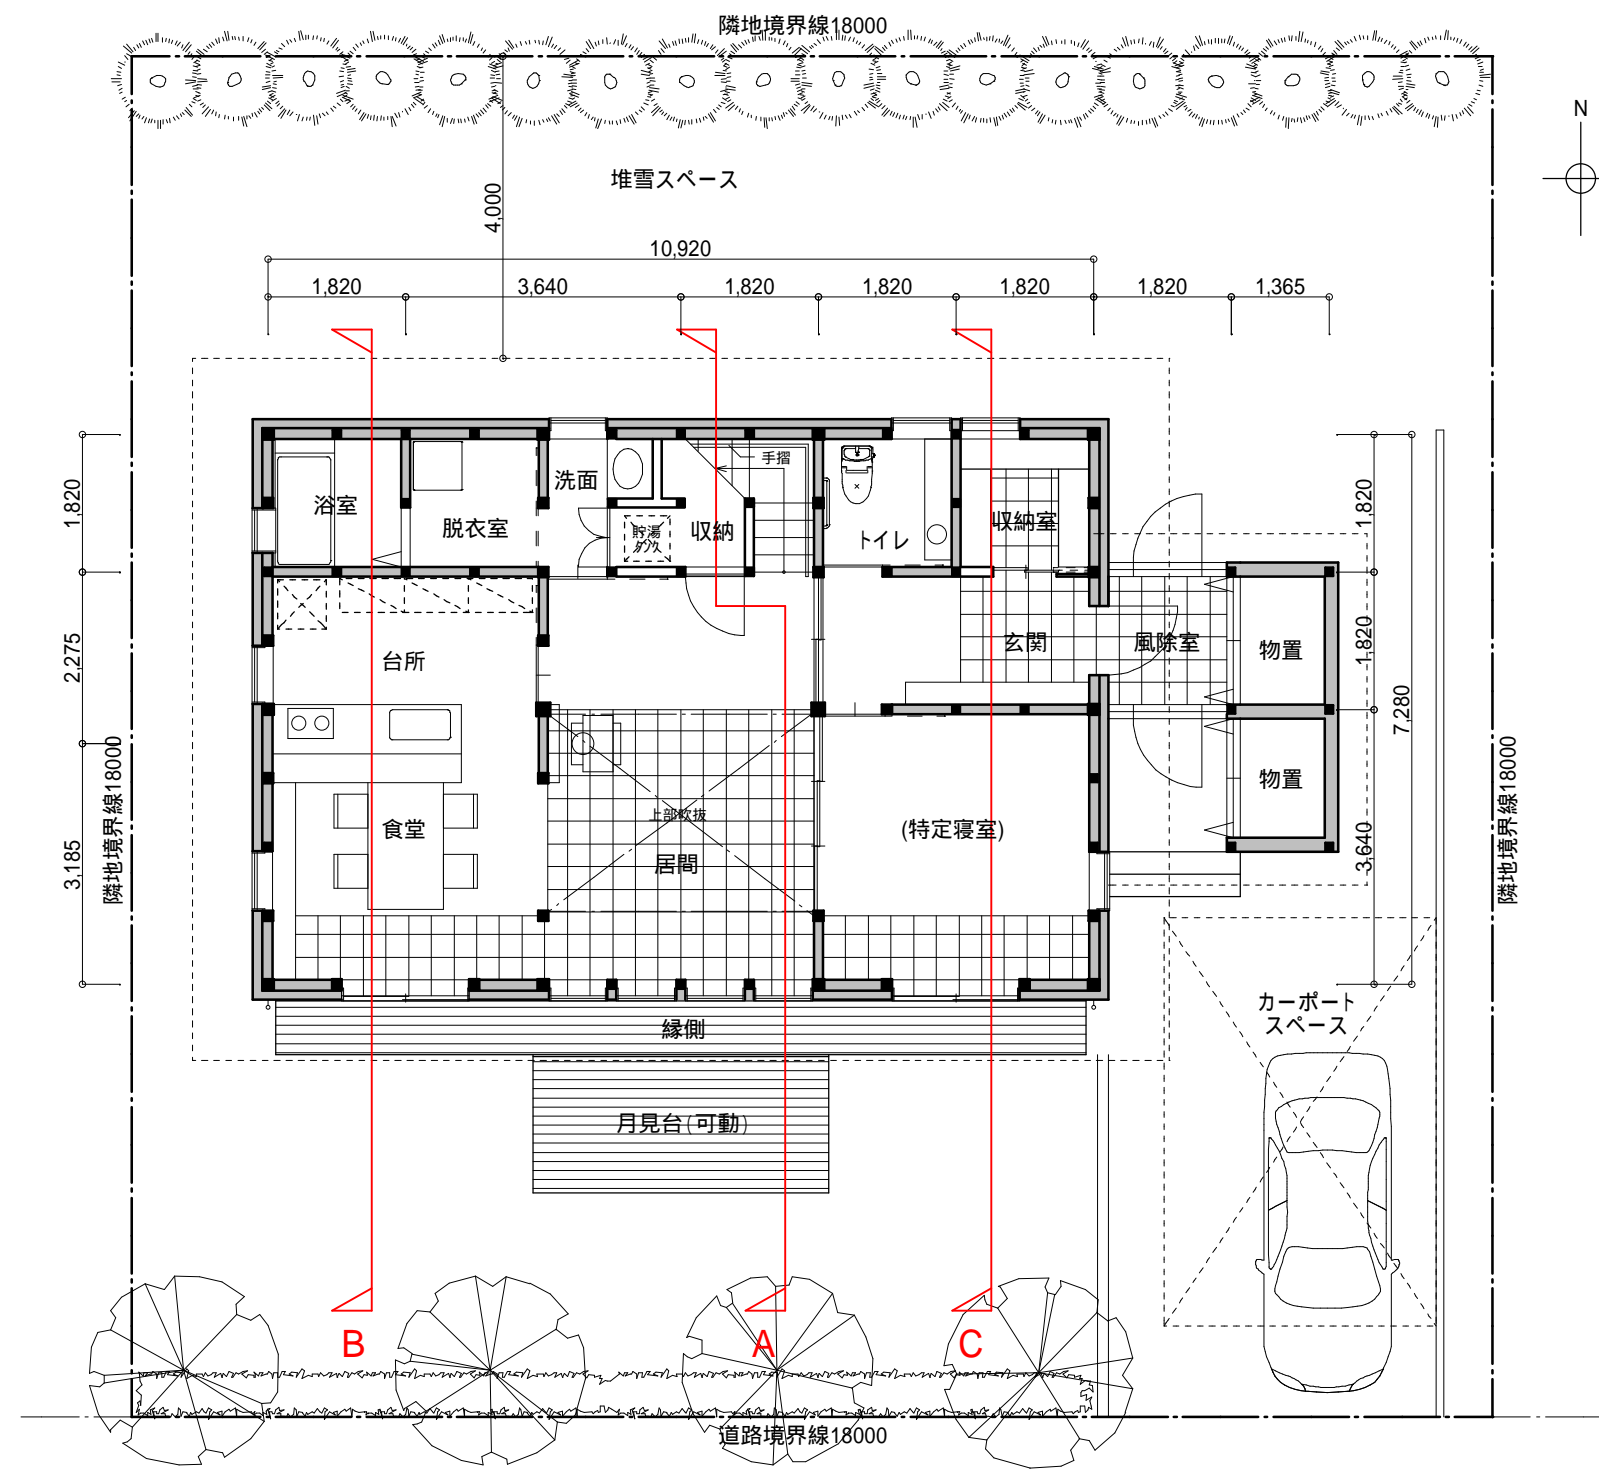 隣地境界線18000
N
堆雪スペース
4,000
10,920
1,820
3,640
1,820
1,820
1,820
1,820
1,365
手摺
洗面
浴室
脱衣室
貯湯
タンク
収納
トイレ
収納室
1,820
1,820
台所
玄関
風除室
物置
2,275
1,820
7,280
隣地境界線18000
食堂
上部吹抜
居間
(特定寝室)
物置
3,185
3,640
隣地境界線18000
縁側
カーポート
スペース
月見台(可動)
B
A
C
道路境界線18000